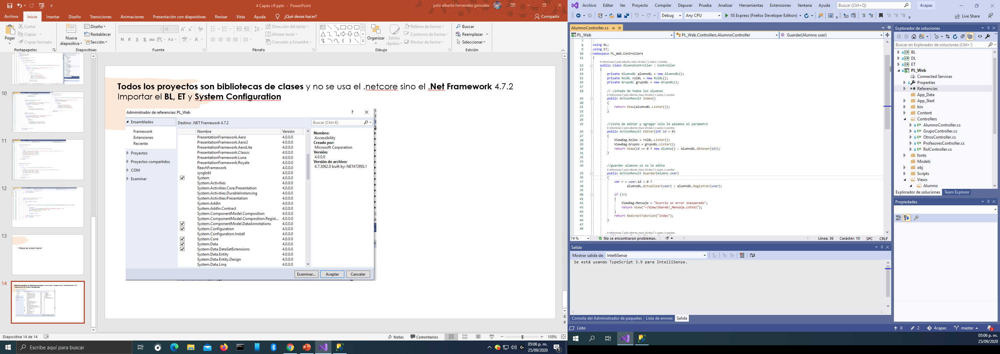 4 Capas c#.pptx - PowerPoint
julio alberto fernandez gonzalez
Archivo Inicio Insertar Diseño Transiciones Animaciones Presentación con diapositivas Revisar Vista Ayuda ¿Qué desea hacer? Compartir
Pegar
Cortar
Copiar
Copiar formato
Portapapeles
Nueva diapositiva
Diseño
Restablecer
Sección
Diapositivas
18
N K S S abc AV Aa A
Fuente
Dirección del texto
Alinear texto
Convertir a SmartArt
Párrafo
Organizar
Estilos rápidos
Relleno de forma
Contorno de forma
Efectos de forma
Dibujo
Buscar
Reemplazar
Seleccionar
Edición
10
11
12
13
14
Todos los proyectos son bibliotecas de clases y no se usa el .netcore sino el .Net Framework 4.7.2
Importar el BL, ET y System Configuration
Administrador de referencias: PL_Web
Ensamblados
Framework
Extensiones
Reciente
Proyectos
Proyectos compartidos
COM
Examinar
Destino: .NET Framework 4.7.2
Buscar (Ctrl+E)
Nombre Versión
PresentationFramework.Aero 4.0.0.0
PresentationFramework.Aero2 4.0.0.0
PresentationFramework.AeroLite 4.0.0.0
PresentationFramework.Classic 4.0.0.0
PresentationFramework.Luna 4.0.0.0
PresentationFramework.Royale 4.0.0.0
ReachFramework 4.0.0.0
sysglobl 4.0.0.0
System 4.0.0.0
System.Activities 4.0.0.0
System.Activities.Core.Presentation 4.0.0.0
System.Activities.DurableInstancing 4.0.0.0
System.Activities.Presentation 4.0.0.0
System.AddIn 4.0.0.0
System.AddIn.Contract 4.0.0.0
System.ComponentModel.Composition 4.0.0.0
System.ComponentModel.Composition.Regist... 4.0.0.0
System.ComponentModel.DataAnnotations 4.0.0.0
System.Configuration 4.0.0.0
System.Configuration.Install 4.0.0.0
System.Core 4.0.0.0
System.Data 4.0.0.0
System.Data.DataSetExtensions 4.0.0.0
System.Data.Entity 4.0.0.0
System.Data.Entity.Design 4.0.0.0
System.Data.Linq 4.0.0.0
Nombre:
Accessibility
Creado por:
Microsoft Corporation
Versión:
4.0.0.0
Versión de archivo:
4.7.3062.0 built by: NET472REL1
Examinar... Aceptar Cancelar
Diapositiva 14 de 14
Notas Comentarios 105%
Escribe aquí para buscar
05:06 p. m.
25/09/2020
Archivo Editar Ver Proyecto Compilar Depurar Prueba Analizar Herramientas Extensiones Ventana Ayuda Buscar (Ctrl+Q) 4capas
Debug Any CPU IIS Express (Firefox Developer Edition) Live Share
AlumnoController.cs
PL_Web PL_Web.Controllers.AlumnoController Guardar(Alumno user)
7
8 using BL;
9 using ET;
10 namespace PL_Web.Controllers
11 {
0 referencias | julio alberto, Hace 20 días | 1 autor, 1 cambio
12 public class AlumnoController : Controller
13 {
14 private AlumnoBL alumnoBL = new AlumnoBL();
15 private RolBL rolBL = new RolBL();
16 private GrupoBL grupoBL = new GrupoBL();
17
18 // Listado de todos los alumnos
0 referencias | julio alberto, Hace 20 días | 1 autor, 1 cambio
19 public ActionResult Index()
20 {
21 return View(alumnoBL.Listar());
22 }
23
24
25 //vista de editar y agregar solo le pasamos el parametro
0 referencias | julio alberto, Hace 20 días | 1 autor, 1 cambio
26 public ActionResult Editar(int id = 0)
27 {
28 ViewBag.Roles = rolBL.Listar();
29 ViewBag.Grupos = grupoBL.Listar();
30 return View(id == 0 ? new Alumno() : alumnoBL.Obtener(id));
31 }
32
33
34 //guardar alumnos si no lo edita
0 referencias | julio alberto, Hace 20 días | 1 autor, 1 cambio
35 public ActionResult Guardar(Alumno user)
36 {
37 var r = user.id > 0 ?
38 alumnoBL.Actualizar(user) : alumnoBL.Registrar(user);
39
40 if (!r)
41 {
42 ViewBag.Mensaje = "Ocurrio un error inesperado";
43 return View("~/View/Shared/_Mensaje.cshtml");
44 }
45 return RedirectToAction("Index");
46 }
47
48
0 referencias | julio alberto, Hace 20 días | 1 autor, 1 cambio
74 % No se encontraron problemas. Línea: 36 Carácter: 10 SPC CRLF
Salida
Mostrar salida de: IntelliSense
Se está usando TypeScript 3.9 para IntelliSense.
Consola del Administrador de paquetes Lista de errores Salida
Explorador de soluciones
Buscar en Explorador de soluciones (Ctrl+´)
BL
DL
ET
PL_Web
Connected Services
Properties
Referencias
App_Data
App_Start
bin
Content
Controllers
C# AlumnoController.cs
C# GrupoController.cs
C# OtrosController.cs
C# ProfesoresController.cs
C# RolController.cs
fonts
Models
obj
Scripts
Views
Alumno
Explorador de soluciones Team Explorer
Propiedades
Listo 0 2 4capas master 3
05:06 p. m.
25/09/2020